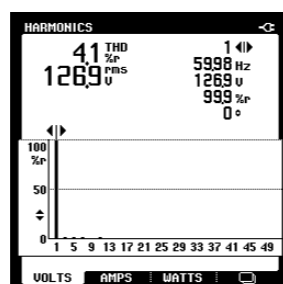 HARMONICS
4.1 THD %r
126.9 rms V
1
59.98 Hz
126.9 V
99.9 %r
0 °
100
%r
50
0
1 5 9 13 17 21 25 29 33 37 41 45 49
VOLTS AMPS WATTS